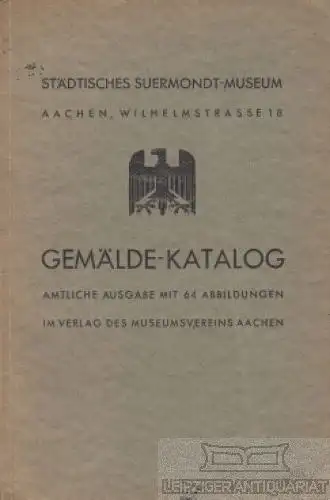 STÄDTISCHES SUERMONDT-MUSEUM
AACHEN, WILHELMSTRASSE 18
GEMÄLDE-KATALOG
AMTLICHE AUSGABE MIT 64 ABBILDUNGEN
IM VERLAG DES MUSEUMSVEREINS AACHEN
LEIPZIGER ANTIQUARIAT